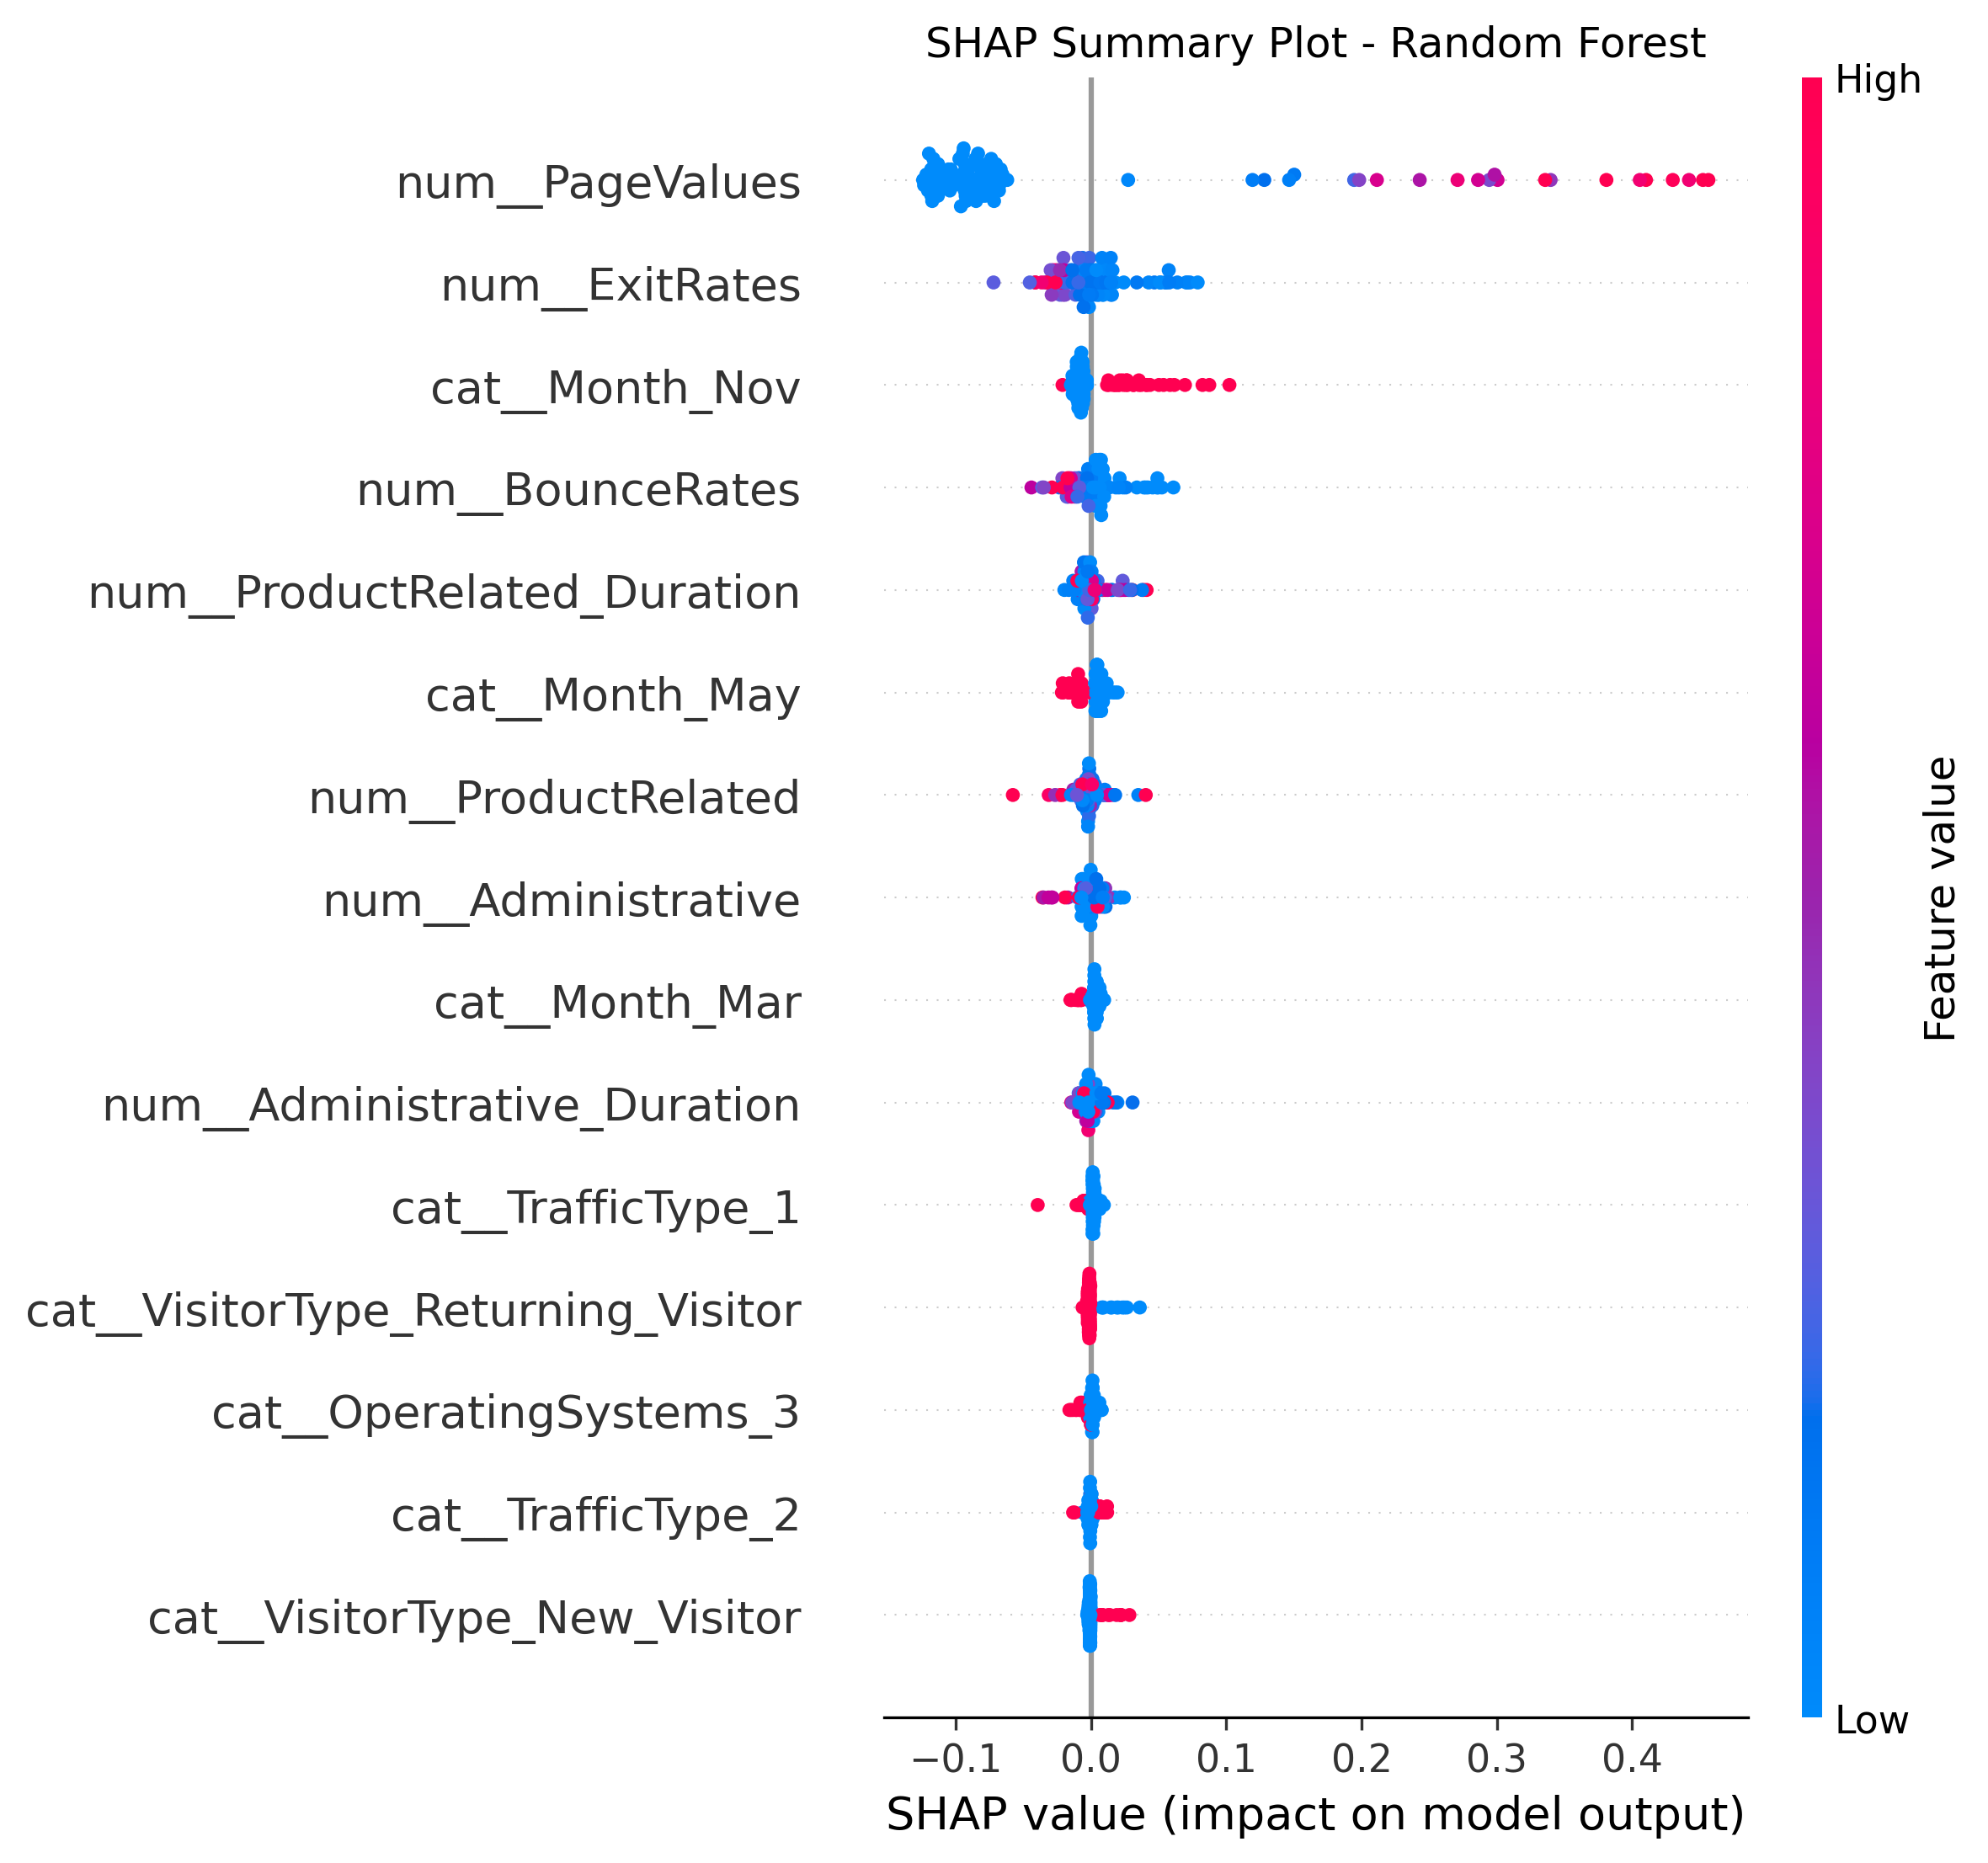 SHAP Summary Plot - Random Forest
High
num__PageValues
num__ExitRates
cat__Month_Nov
num__BounceRates
num__ProductRelated_Duration
cat__Month_May
num__ProductRelated
num__Administrative
cat__Month_Mar
num__Administrative_Duration
cat__TrafficType_1
cat__VisitorType_Returning_Visitor
cat__OperatingSystems_3
cat__TrafficType_2
cat__VisitorType_New_Visitor
Feature value
Low
−0.1 0.0 0.1 0.2 0.3 0.4
SHAP value (impact on model output)